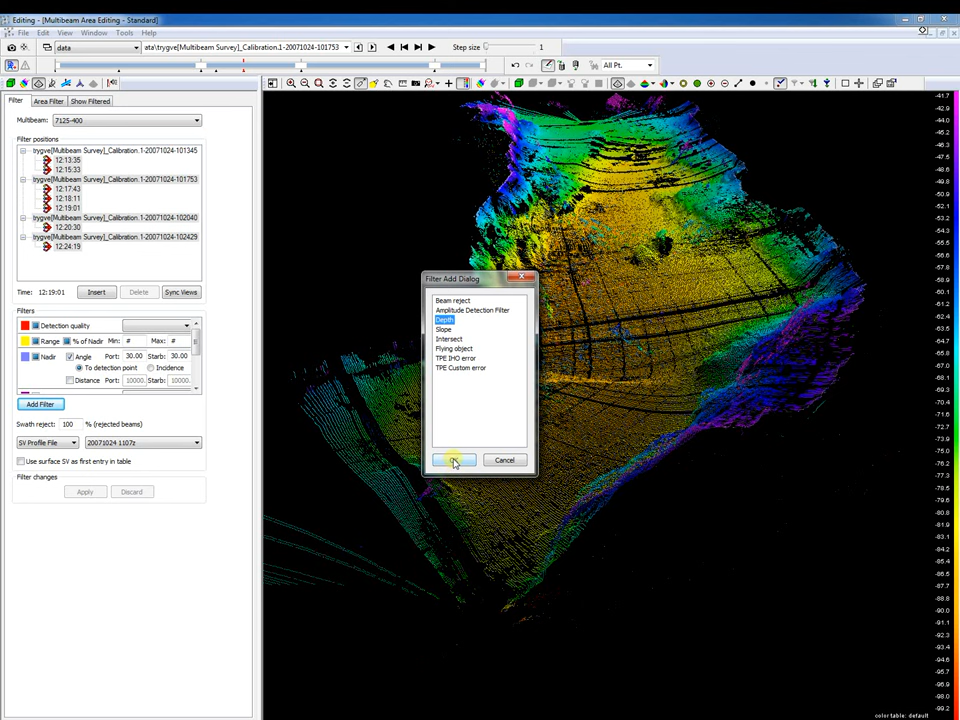 Editing - [Multibeam Area Editing - Standard]
File Edit View Windows Tools Help
data ata\trygve[Multibeam Survey]_Calibration.1-20071024-101753 Step size 1
All Pt.
Filter Area Filter Show Filtered
Multibeam: 7125-400
Filter positions
trygve[Multibeam Survey]_Calibration.1-20071024-101345
12:13:35
12:15:33
trygve[Multibeam Survey]_Calibration.1-20071024-101753
12:17:43
12:18:11
12:19:01
trygve[Multibeam Survey]_Calibration.1-20071024-102040
12:20:30
trygve[Multibeam Survey]_Calibration.1-20071024-102429
12:24:19
Time: 12:19:01 Insert Delete Sync Views
Filters
Detection quality
Range % of Nadir Min: # Max: #
Nadir Angle Port: 30.00 Starb: 30.00
To detection point Incidence
Distance Port: 10000. Starb: 10000.
Add Filter
Swath reject: 100 % (rejected beams)
SV Profile File 20071024 1107z
Use surface SV as first entry in table
Filter changes
Apply Discard
Filter Add Dialog
Beam reject
Amplitude Detection Filter
Depth
Slope
Intersect
Flying object
TPE IHO error
TPE Custom error
Cancel
-41.7
-42.9
-44.0
-45.2
-46.3
-47.5
-48.6
-49.8
-50.9
-52.1
-53.2
-54.4
-55.5
-56.7
-57.8
-59.0
-60.1
-61.3
-62.4
-63.6
-64.7
-65.9
-67.0
-68.2
-69.3
-70.4
-71.6
-72.7
-73.9
-75.0
-76.2
-77.3
-78.5
-79.6
-80.8
-81.9
-83.1
-84.2
-85.4
-86.5
-87.7
-88.8
-90.0
-91.1
-92.3
-93.4
-94.6
-95.7
-96.9
-98.0
-99.2
color table: default